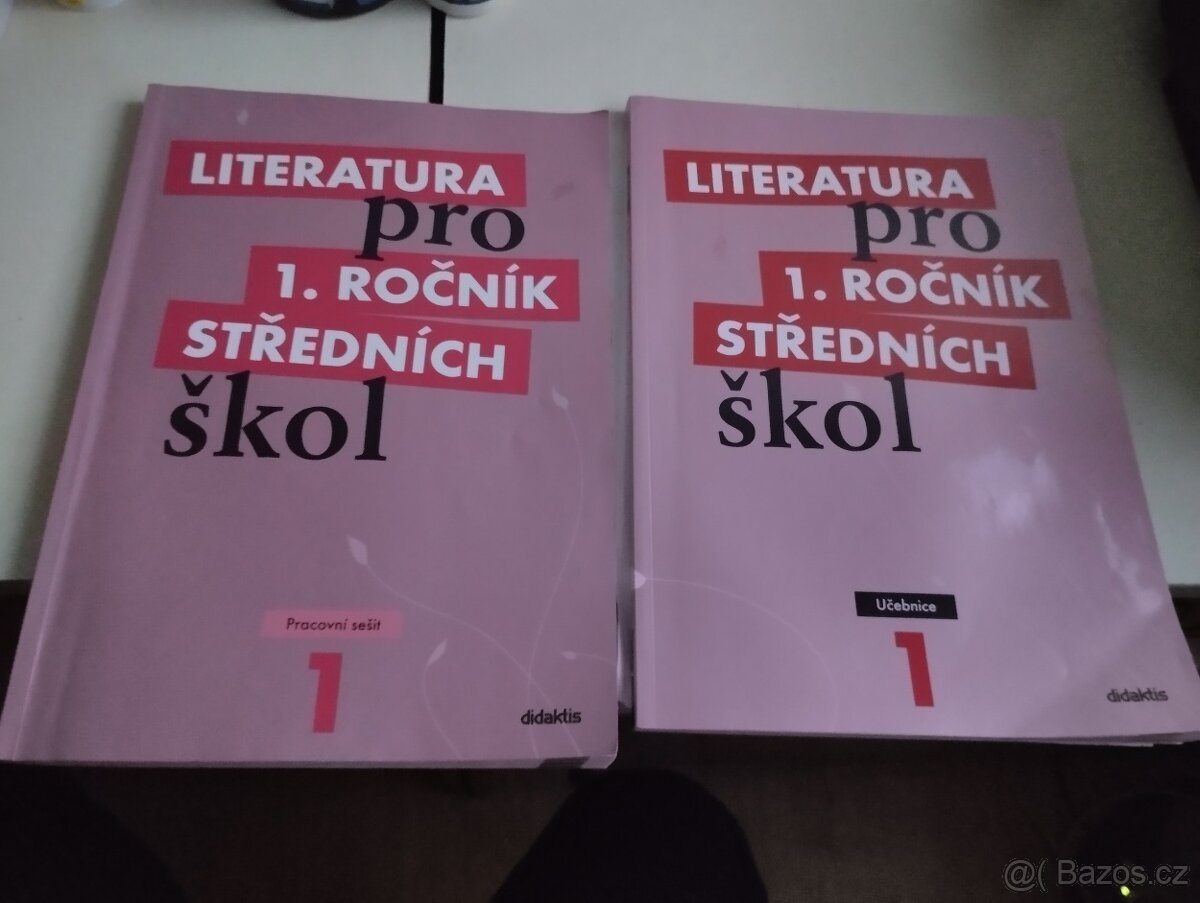 LITERATURA
pro
1. ROČNÍK
STŘEDNÍCH
škol
Pracovní sešit
1
didaktis
LITERATURA
pro
1. ROČNÍK
STŘEDNÍCH
škol
Učebnice
1
didaktis
@( Bazos.cz